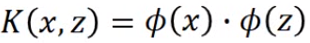 K(x, z) = ϕ(x) · ϕ(z)